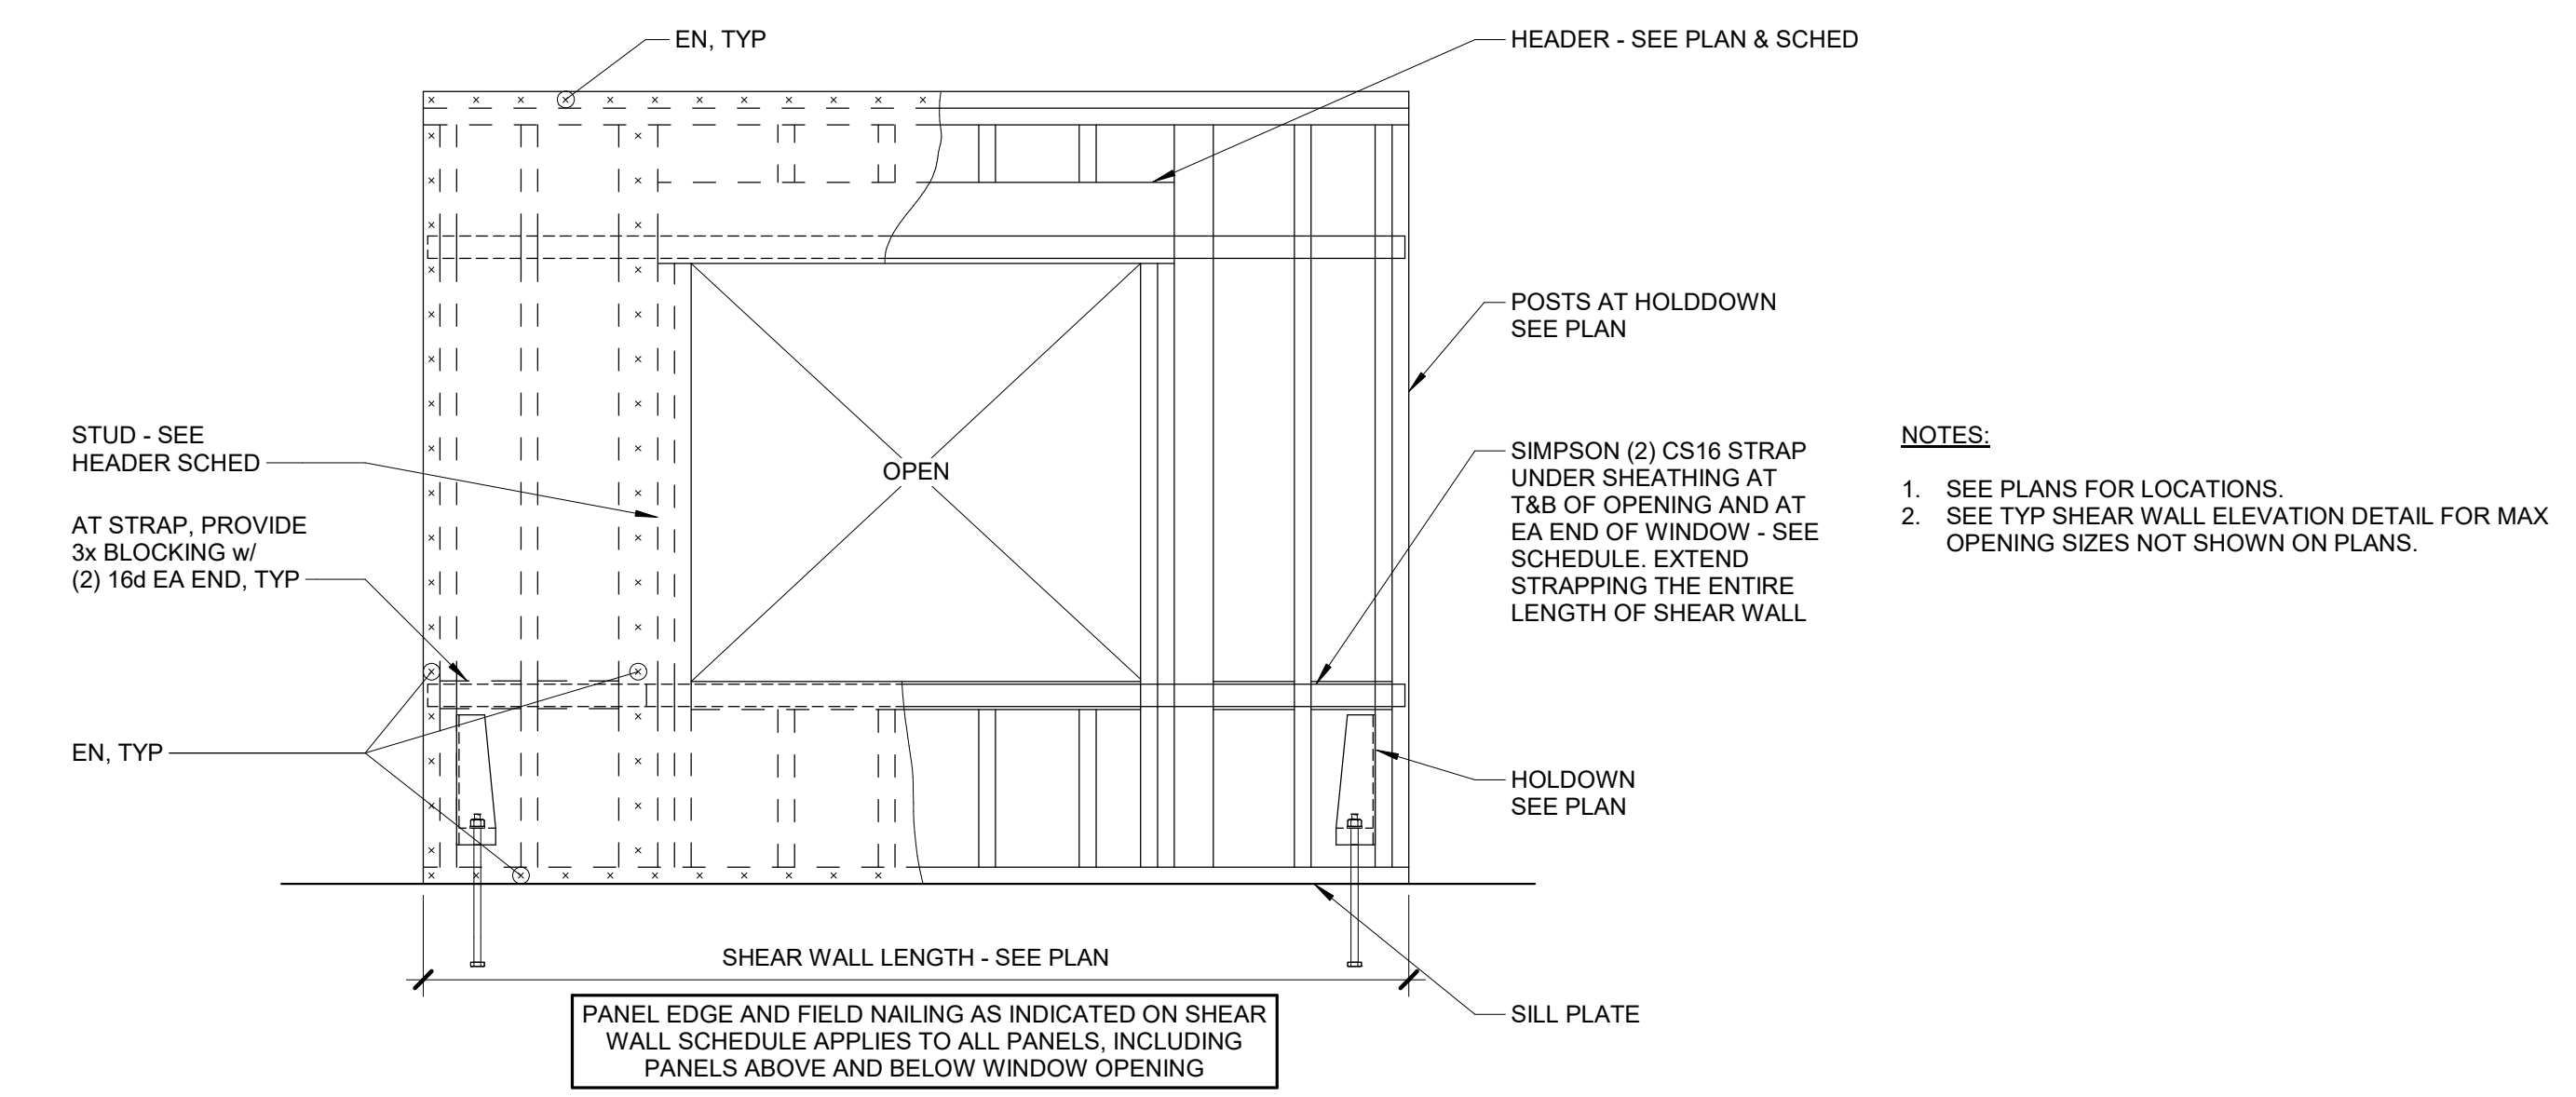 EN, TYP
HEADER - SEE PLAN & SCHED
POSTS AT HOLDDOWN
SEE PLAN
STUD - SEE
HEADER SCHED
AT STRAP, PROVIDE
3x BLOCKING w/
(2) 16d EA END, TYP
OPEN
SIMPSON (2) CS16 STRAP
UNDER SHEATHING AT
T&B OF OPENING AND AT
EA END OF WINDOW - SEE
SCHEDULE. EXTEND
STRAPPING THE ENTIRE
LENGTH OF SHEAR WALL
NOTES:
1. SEE PLANS FOR LOCATIONS.
2. SEE TYP SHEAR WALL ELEVATION DETAIL FOR MAX
OPENING SIZES NOT SHOWN ON PLANS.
EN, TYP
HOLDOWN
SEE PLAN
SHEAR WALL LENGTH - SEE PLAN
SILL PLATE
PANEL EDGE AND FIELD NAILING AS INDICATED ON SHEAR
WALL SCHEDULE APPLIES TO ALL PANELS, INCLUDING
PANELS ABOVE AND BELOW WINDOW OPENING